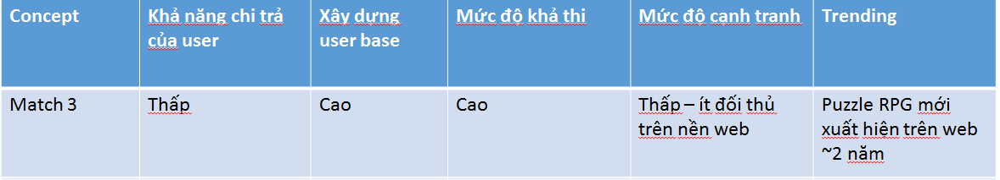 Concept
Khả năng chi trả
của user
Xây dựng
user base
Mức độ khả thi
Mức độ cạnh tranh
Trending
Match 3
Thấp
Cao
Cao
Thấp – ít đối thủ
trên nền web
Puzzle RPG mới
xuất hiện trên web
~2 năm